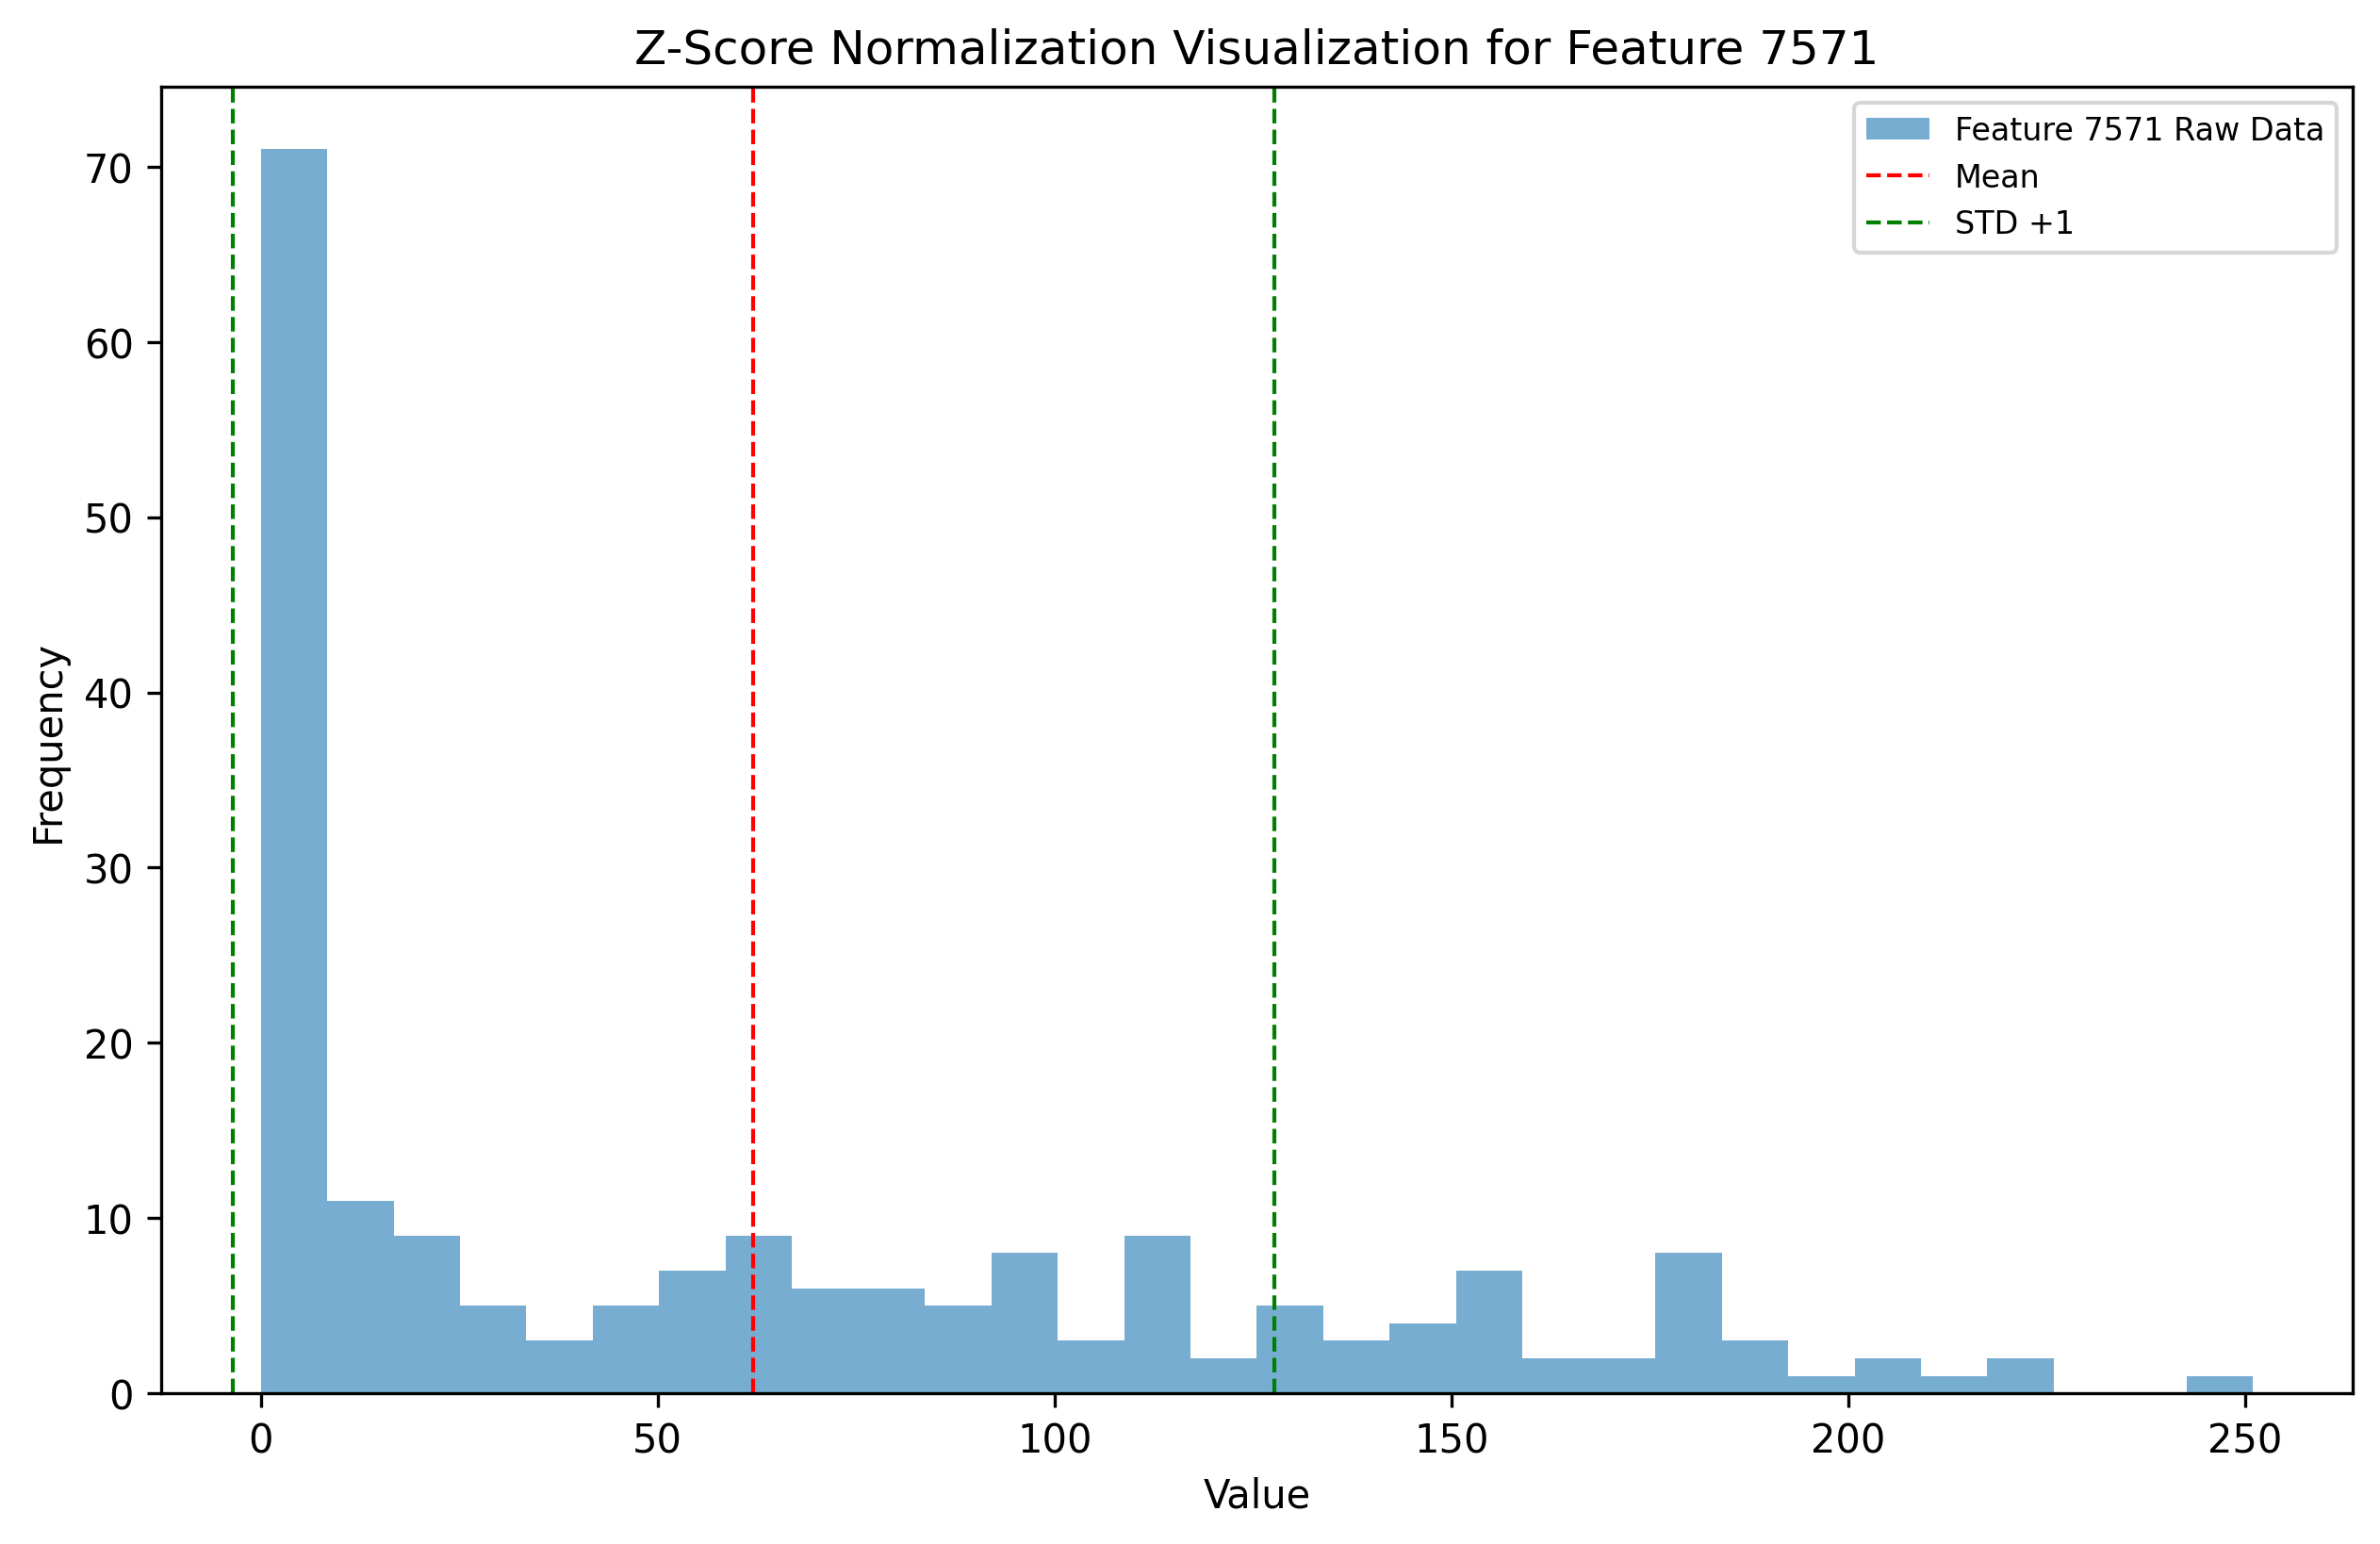 Z-Score Normalization Visualization for Feature 7571
Feature 7571 Raw Data
Mean
STD +1
70
60
50
40
30
20
10
0
Frequency
0 50 100 150 200 250
Value